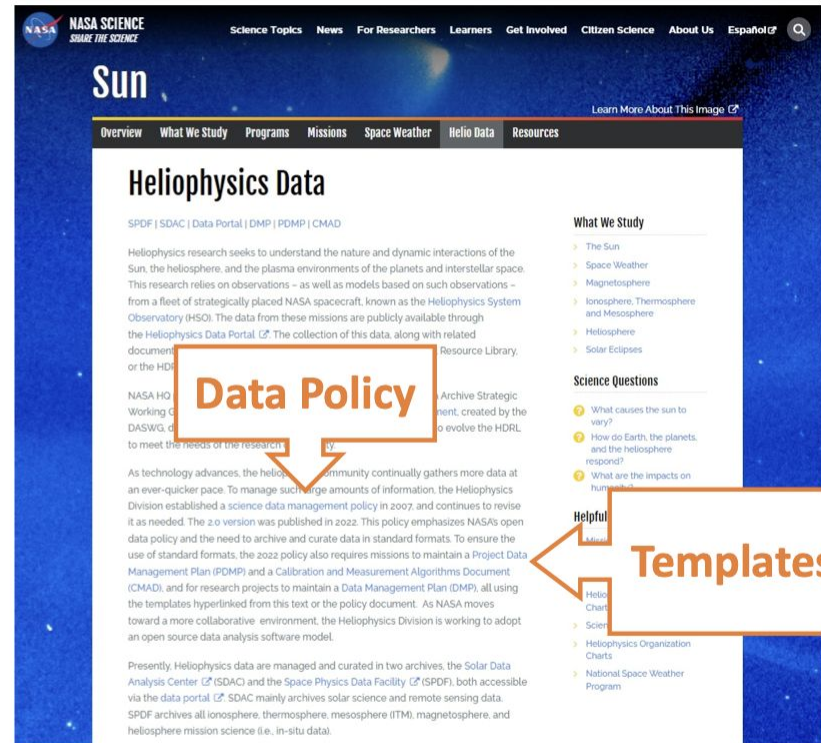 NASA
NASA SCIENCE
SHARE THE SCIENCE
Science Topics News For Researchers Learners Get Involved Citizen Science About Us Español
Sun
Learn More About This Image
Overview What We Study Programs Missions Space Weather Helio Data Resources
Heliophysics Data
SPDF | SDAC | Data Portal | DMP | PDMP | CMAD
Heliophysics research seeks to understand the nature and dynamic interactions of the
Sun, the heliosphere, and the plasma environments of the planets and interstellar space.
This research relies on observations – as well as models based on such observations –
from a fleet of strategically placed NASA spacecraft, known as the Heliophysics System
Observatory (HSO). The data from these missions are publicly available through
the Heliophysics Data Portal. The collection of this data, along with related
Resource Library,
or the
NASA HQ
Archive Strategic
Working
created by the
DASWG,
o evolve the HDRL
to meet the needs of the research
Data Policy
As technology advances, the community continually gathers more data at
an ever-quicker pace. To manage such large amounts of information, the Heliophysics
Division established a science data management policy in 2007, and continues to revise
it as needed. The 2.0 version was published in 2022. This policy emphasizes NASA's open
data policy and the need to archive and curate data in standard formats. To ensure the
use of standard formats, the 2022 policy also requires missions to maintain a Project Data
Management Plan (PDMP) and a Calibration and Measurement Algorithms Document
(CMAD), and for research projects to maintain a Data Management Plan (DMP), all using
the templates hyperlinked from this text or the policy document. As NASA moves
toward a more collaborative environment, the Heliophysics Division is working to adopt
an open source data analysis software model.
Presently, Heliophysics data are managed and curated in two archives, the Solar Data
Analysis Center (SDAC) and the Space Physics Data Facility (SPDF), both accessible
via the data portal. SDAC mainly archives solar science and remote sensing data.
SPDF archives all ionosphere, thermosphere, mesosphere (ITM), magnetosphere, and
heliosphere mission science (i.e., in-situ data).
What We Study
The Sun
Space Weather
Magnetosphere
Ionosphere, Thermosphere
and Mesosphere
Heliosphere
Solar Eclipses
Science Questions
What causes the sun to
vary?
How do Earth, the planets,
and the heliosphere
respond?
What are the impacts on
humanity?
Helpful
Templates
Helio
Chart
Scien
Heliophysics Organization
Charts
National Space Weather
Program